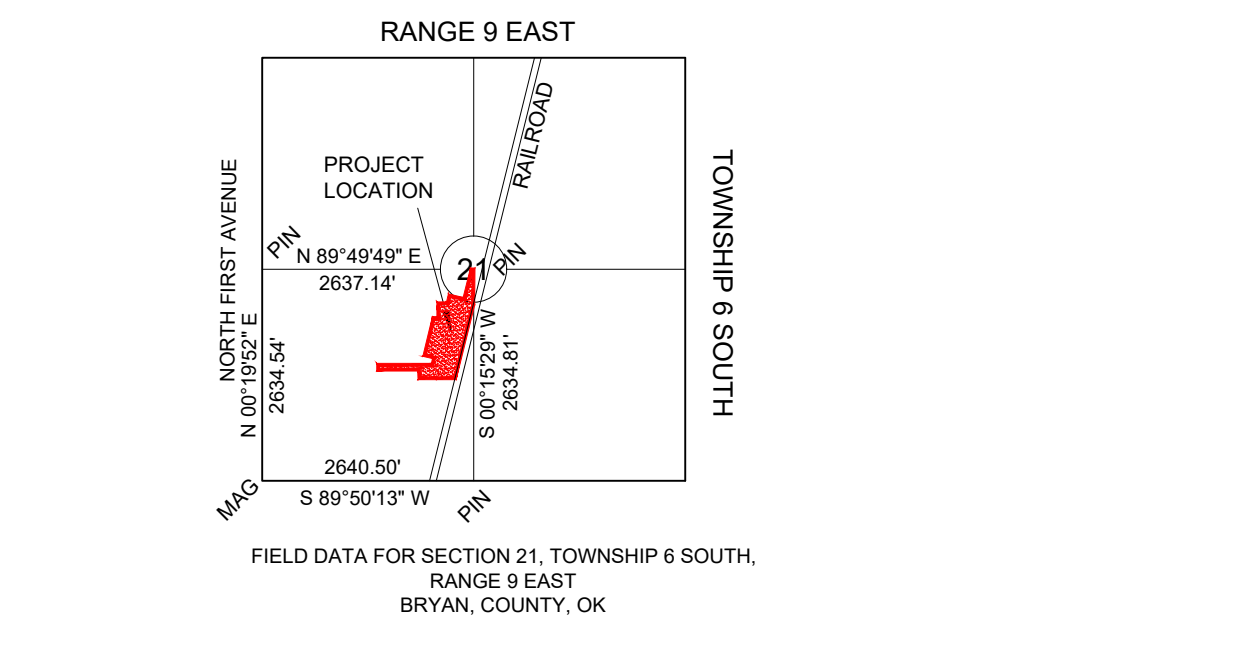 RANGE 9 EAST
RAILROAD
PROJECT
LOCATION
TOWNSHIP 6 SOUTH
NORTH FIRST AVENUE
PIN
N 89°49'49" E
2637.14'
21
PIN
N 00°19'52" E
2634.54'
S 00°15'29" W
2634.81'
2640.50'
S 89°50'13" W
MAG
PIN
FIELD DATA FOR SECTION 21, TOWNSHIP 6 SOUTH,
RANGE 9 EAST
BRYAN, COUNTY, OK